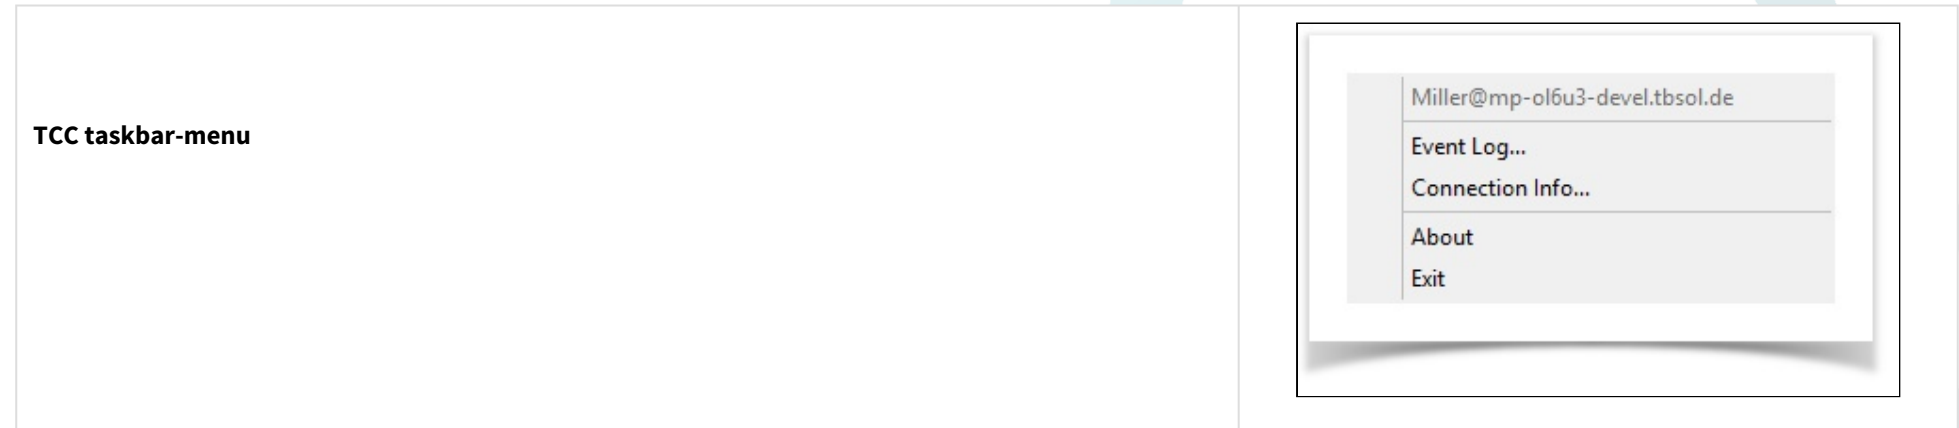 TCC taskbar-menu
Miller@mp-ol6u3-devel.tbsol.de
Event Log...
Connection Info...
About
Exit